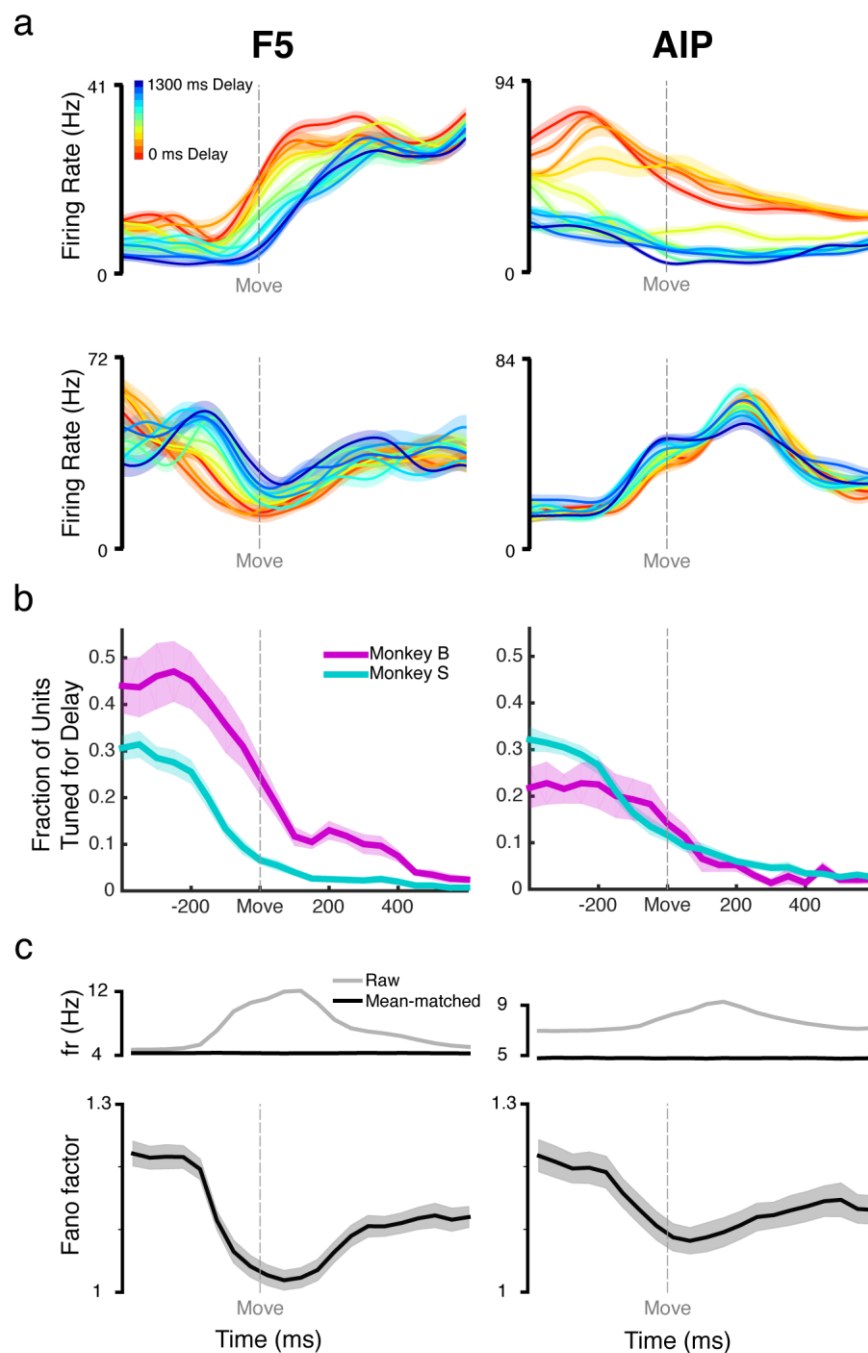 a
F5
AIP
41
1300 ms Delay
0 ms Delay
Firing Rate (Hz)
0
Move
94
0
Move
72
Firing Rate (Hz)
0
Move
84
0
Move
b
0.5
0.4
0.3
0.2
0.1
0
Fraction of Units
Tuned for Delay
Monkey B
Monkey S
-200
Move
200
400
0.5
0.4
0.3
0.2
0.1
0
-200
Move
200
400
c
12
fr (Hz)
4
Raw
Mean-matched
9
5
1.3
Fano factor
1
Move
Time (ms)
1.3
1
Move
Time (ms)